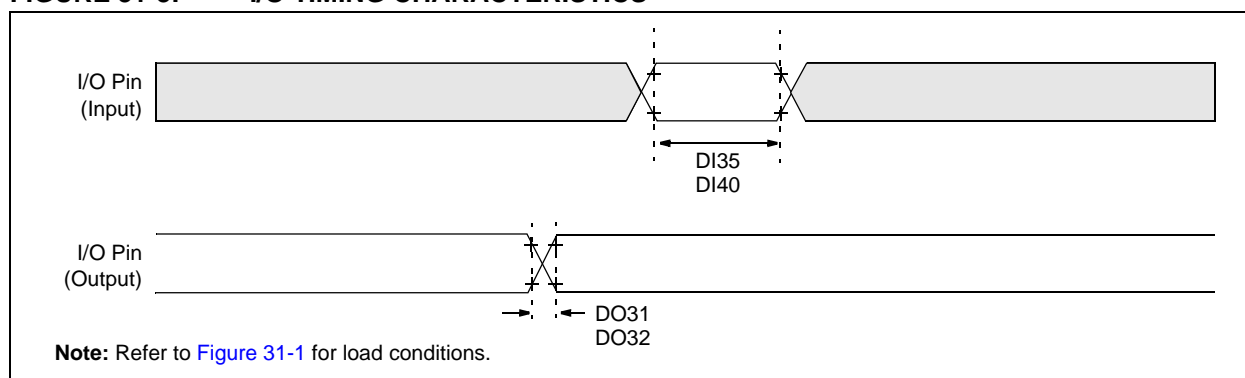 I/O Pin
(Input)
DI35
DI40
I/O Pin
(Output)
DO31
DO32
Note: Refer to Figure 31-1 for load conditions.